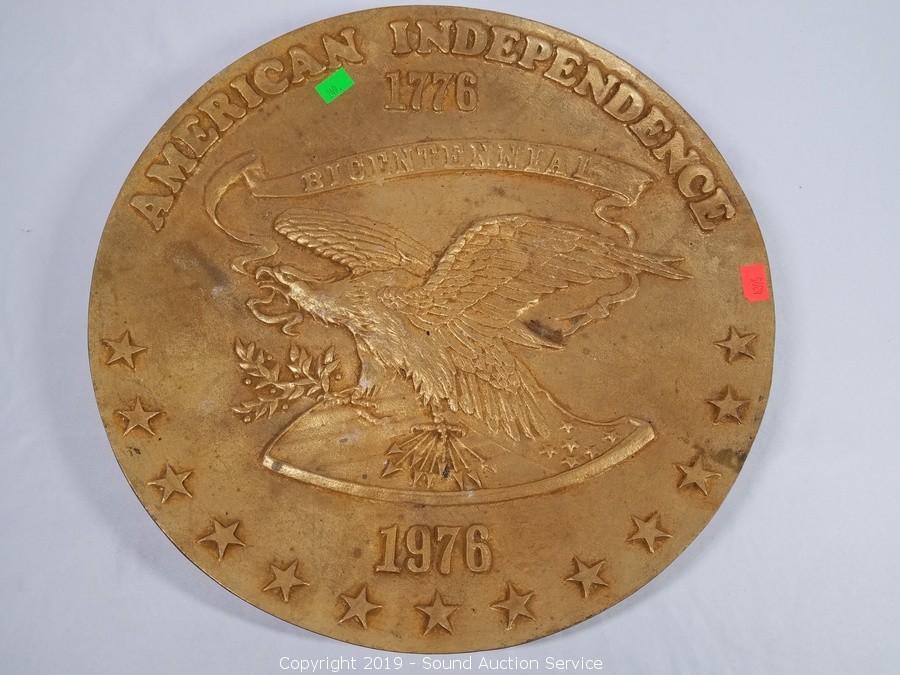 AMERICAN INDEPENDENCE
1776
BICENTENNIAL
1976
Copyright 2019 - Sound Auction Service